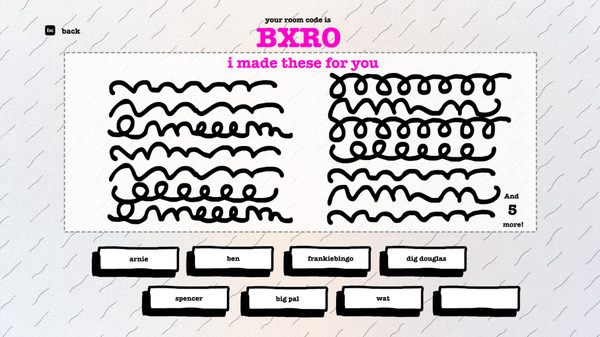 your room code is
esc back
BXRO
i made these for you
And
5
more!
arnie ben frankiebingo dig douglas
spencer big pal wat